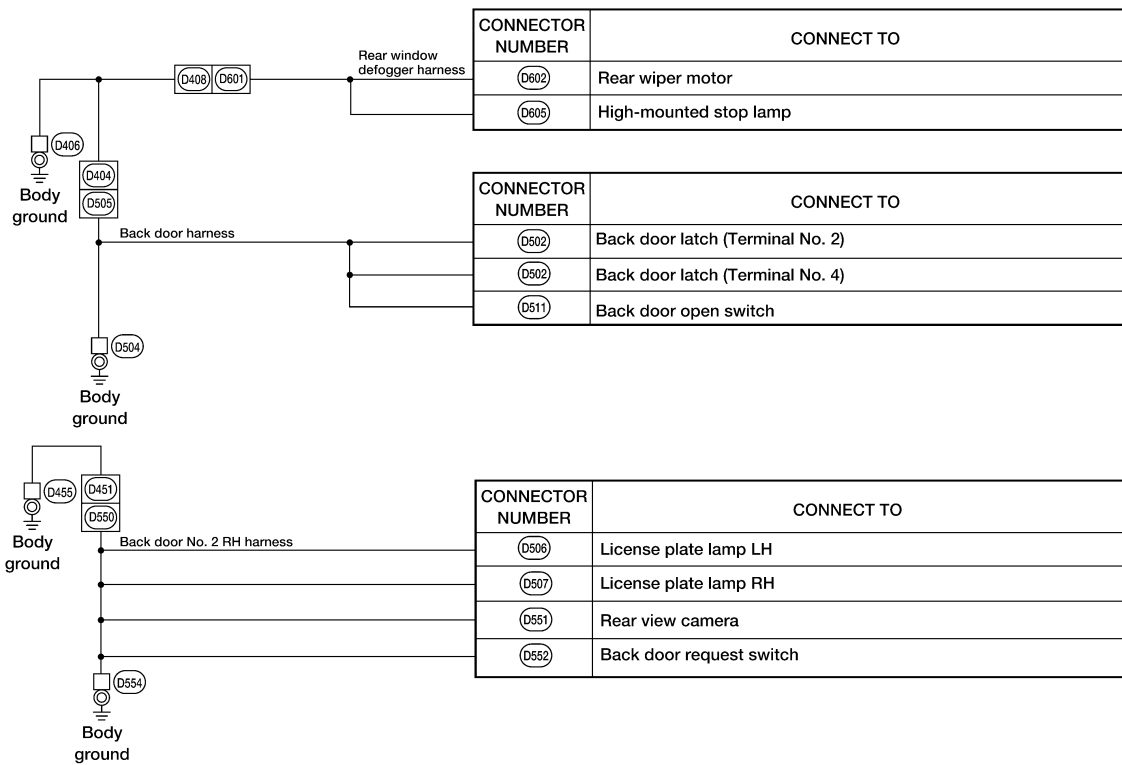 CONNECTOR
NUMBER
CONNECT TO
Rear window
defogger harness
D408 D601
D602 Rear wiper motor
D605 High-mounted stop lamp
D406
Body
ground
D404
D505
CONNECTOR
NUMBER
CONNECT TO
Back door harness
D502 Back door latch (Terminal No. 2)
D502 Back door latch (Terminal No. 4)
D511 Back door open switch
D504
Body
ground
D455
D451
D550
Body
ground
CONNECTOR
NUMBER
CONNECT TO
Back door No. 2 RH harness
D506 License plate lamp LH
D507 License plate lamp RH
D551 Rear view camera
D552 Back door request switch
D554
Body
ground